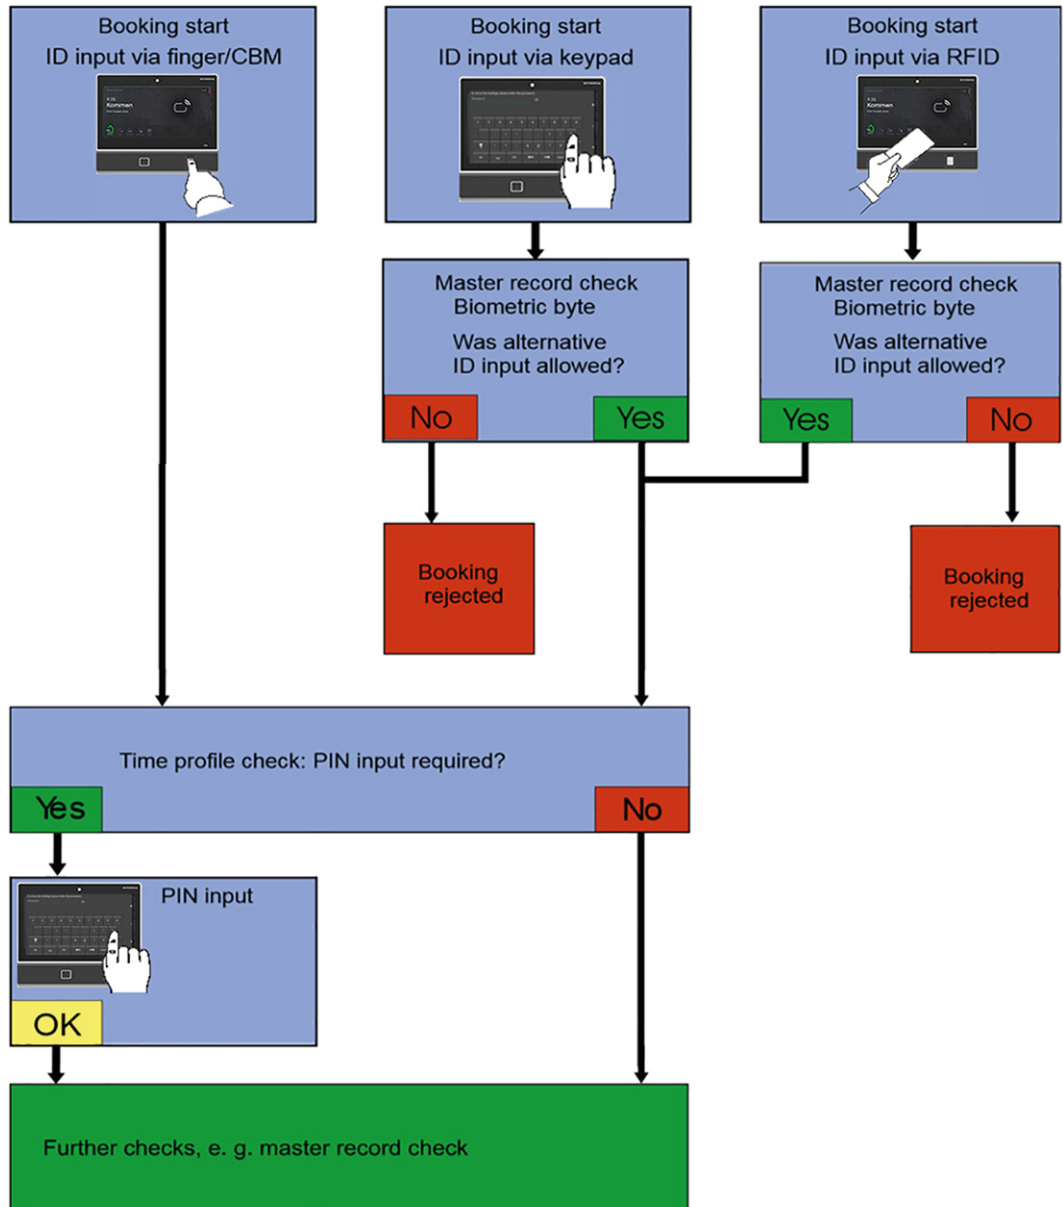 Booking start
ID input via finger/CBM
Kommen
Booking start
ID input via keypad
Booking start
ID input via RFID
Kommen
Master record check
Biometric byte
Was alternative
ID input allowed?
No
Yes
Master record check
Biometric byte
Was alternative
ID input allowed?
Yes
No
Booking
rejected
Booking
rejected
Time profile check: PIN input required?
Yes
No
PIN input
OK
Further checks, e. g. master record check